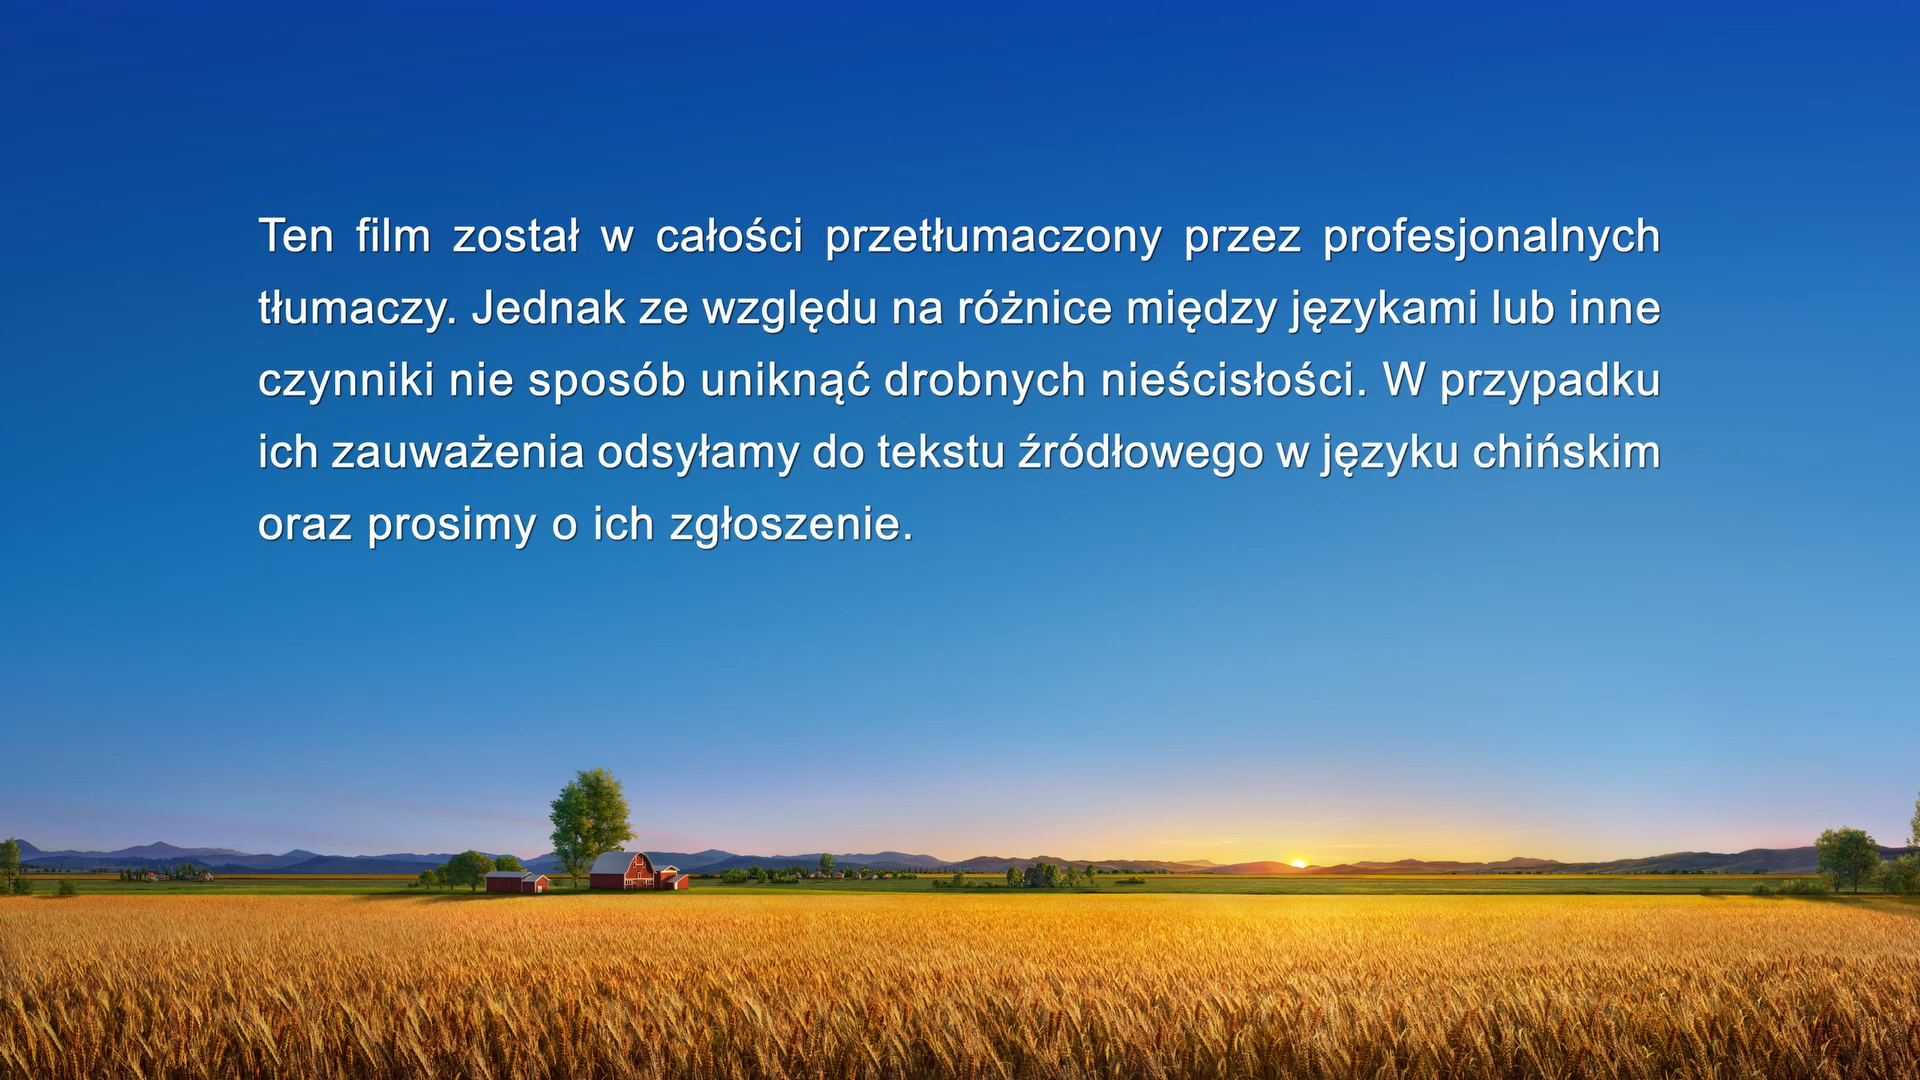 Ten film został w całości przetłumaczony przez profesjonalnych
tłumaczy. Jednak ze względu na różnice między językami lub inne
czynniki nie sposób uniknąć drobnych nieścisłości. W przypadku
ich zauważenia odsyłamy do tekstu źródłowego w języku chińskim
oraz prosimy o ich zgłoszenie.